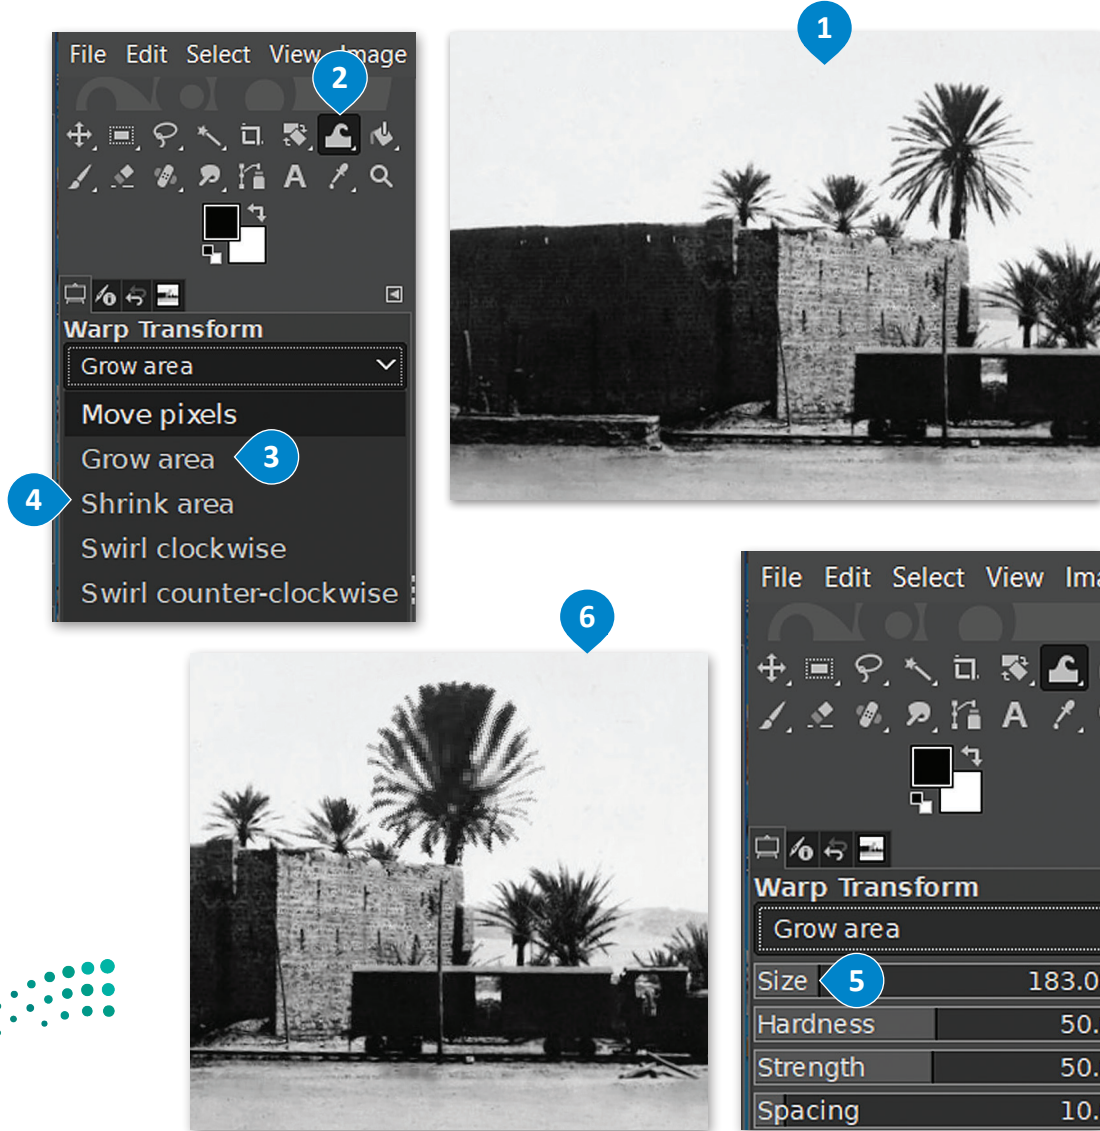 1
File Edit Select View Image
2
A
Warp Transform
Grow area
Move pixels
Grow area
3
4
Shrink area
Swirl clockwise
Swirl counter-clockwise
6
File Edit Select View
A
Warp Transform
Grow area
Size
5
183.0
Hardness
50.
Strength
50.
Spacing
10.